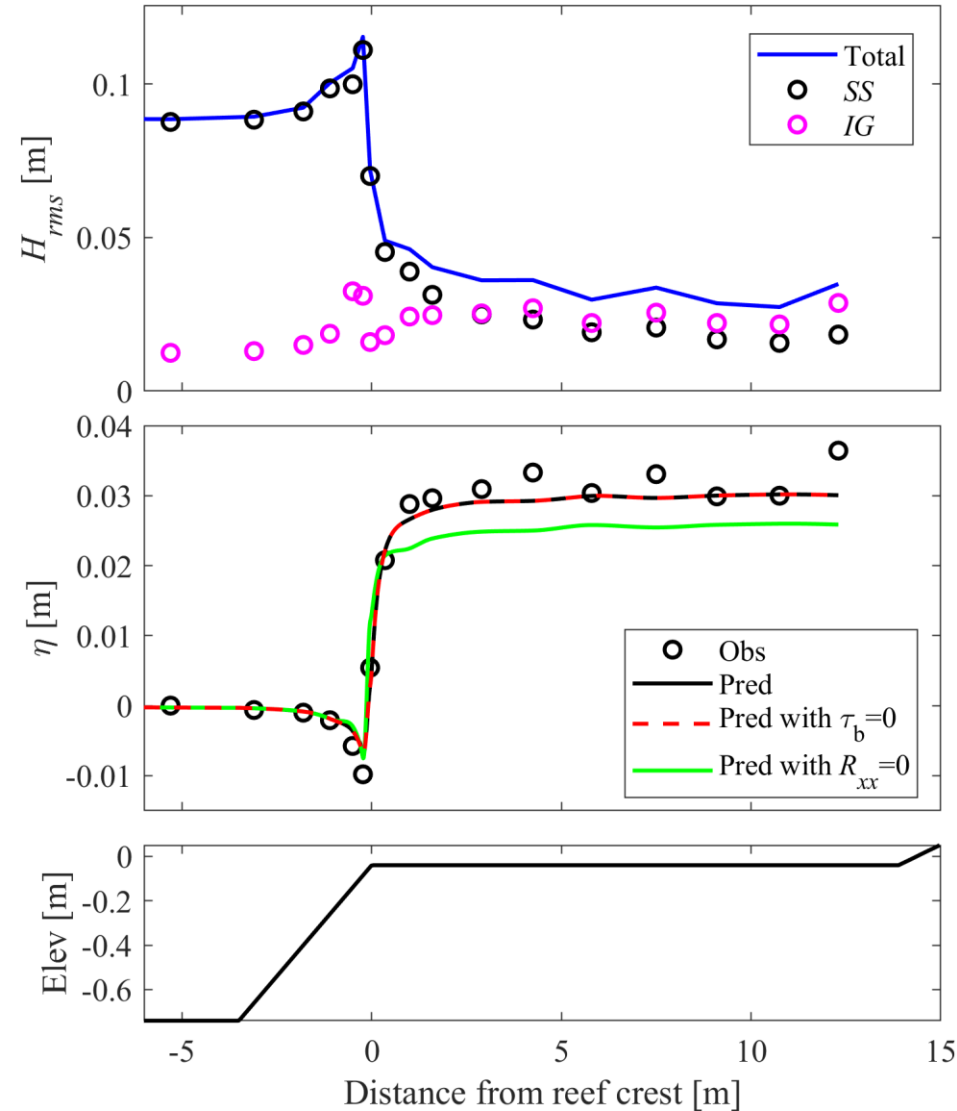 0.1
0.05
0
H_rms [m]
Total
SS
IG
0.04
0.03
0.02
0.01
0
-0.01
η [m]
Obs
Pred
Pred with τ_b=0
Pred with R_xx=0
0
-0.2
-0.4
-0.6
Elev [m]
-5 0 5 10 15
Distance from reef crest [m]